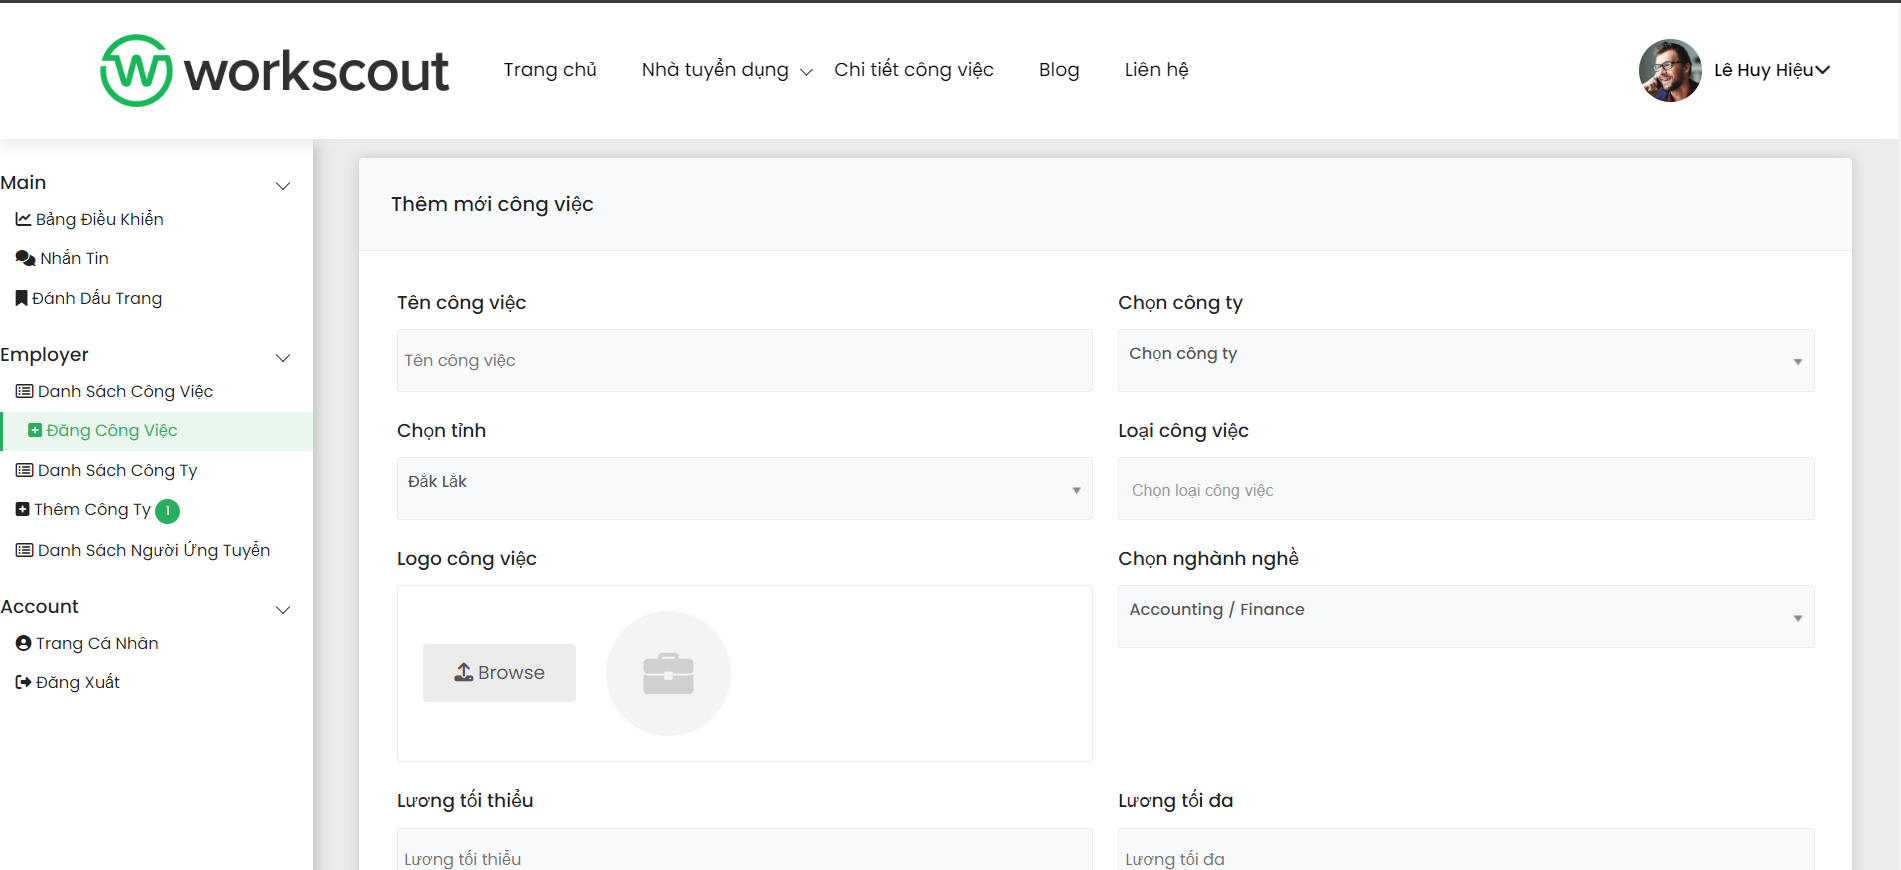 workscout
Trang chủ
Nhà tuyển dụng
Chi tiết công việc
Blog
Liên hệ
Lê Huy Hiệu
Main
Bảng Điều Khiển
Nhắn Tin
Đánh Dấu Trang
Employer
Danh Sách Công Việc
Đăng Công Việc
Danh Sách Công Ty
Thêm Công Ty 1
Danh Sách Người Ứng Tuyển
Account
Trang Cá Nhân
Đăng Xuất
Thêm mới công việc
Tên công việc
Tên công việc
Chọn công ty
Chọn công ty
Chọn tỉnh
Đắk Lắk
Loại công việc
Chọn loại công việc
Logo công việc
Browse
Chọn nghành nghề
Accounting / Finance
Lương tối thiểu
Lương tối thiểu
Lương tối đa
Lương tối đa